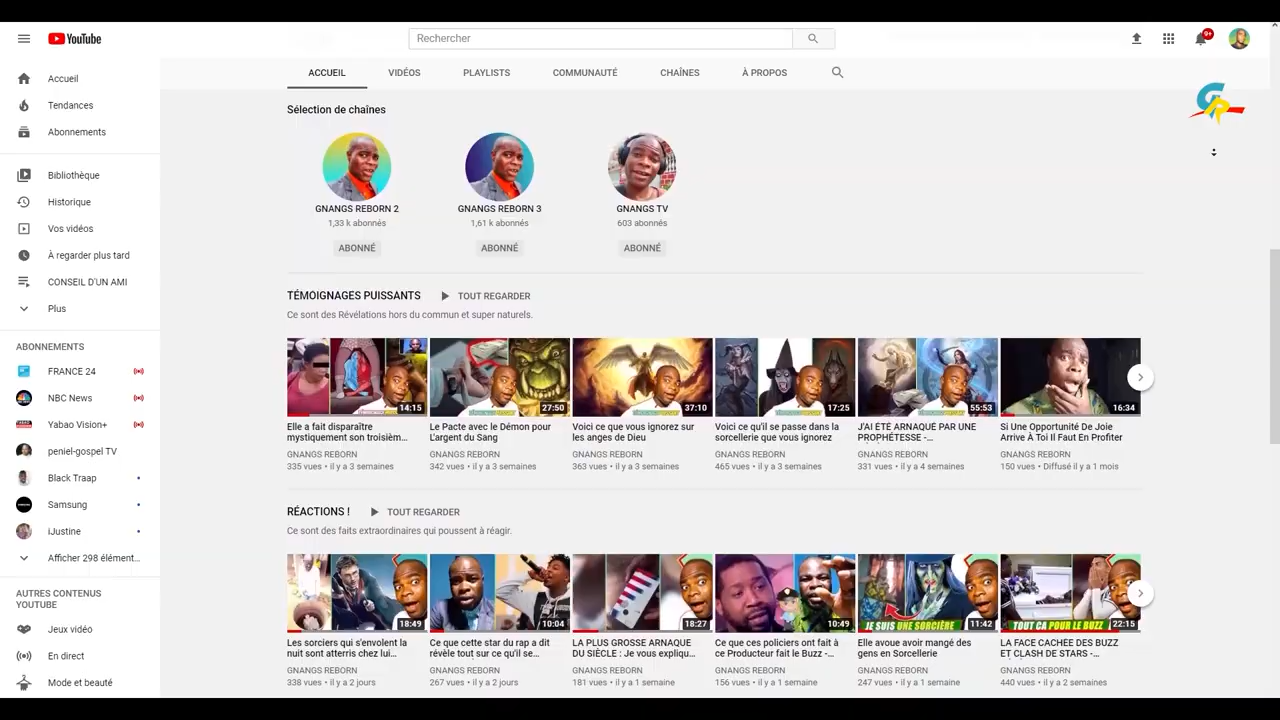 YouTube
Rechercher
9+
Accueil
Tendances
Abonnements
Bibliothèque
Historique
Vos vidéos
À regarder plus tard
CONSEIL D'UN AMI
Plus
ABONNEMENTS
FRANCE 24
NBC News
Yabao Vision+
peniel-gospel TV
Black Traap
Samsung
iJustine
Afficher 298 élément...
AUTRES CONTENUS
YOUTUBE
Jeux vidéo
En direct
Mode et beauté
ACCUEIL VIDÉOS PLAYLISTS COMMUNAUTÉ CHAÎNES À PROPOS
GR
Sélection de chaînes
GNANGS REBORN 2 GNANGS REBORN 3 GNANGS TV
1,33 k abonnés 1,61 k abonnés 603 abonnés
ABONNÉ ABONNÉ ABONNÉ
TÉMOIGNAGES PUISSANTS TOUT REGARDER
Ce sont des Révélations hors du commun et super naturels.
14:15 27:50 37:10 17:25 55:53 16:34
Elle a fait disparaître
mystiquement son troisièm...
GNANGS REBORN
335 vues • il y a 3 semaines
Le Pacte avec le Démon pour
L'argent du Sang
GNANGS REBORN
342 vues • il y a 3 semaines
Voici ce que vous ignorez sur
les anges de Dieu
GNANGS REBORN
363 vues • il y a 3 semaines
Voici ce qu'il se passe dans la
sorcellerie que vous ignorez
GNANGS REBORN
465 vues • il y a 3 semaines
J'AI ÉTÉ ARNAQUÉ PAR UNE
PROPHÉTESSE -...
GNANGS REBORN
331 vues • il y a 4 semaines
Si Une Opportunité De Joie
Arrive À Toi Il Faut En Profiter
GNANGS REBORN
150 vues • Diffusé il y a 1 mois
RÉACTIONS ! TOUT REGARDER
Ce sont des faits extraordinaires qui poussent à réagir.
JE SUIS UNE SORCIÈRE
TOUT CA POUR LE BUZZ
18:49 10:04 18:27 10:49 11:42 22:15
Les sorciers qui s'envolent la
nuit sont atterris chez lui...
GNANGS REBORN
338 vues • il y a 2 jours
Ce que cette star du rap a dit
révèle tout sur ce qu'il se...
GNANGS REBORN
267 vues • il y a 2 jours
LA PLUS GROSSE ARNAQUE
DU SIÈCLE : Je vous expliqu...
GNANGS REBORN
181 vues • il y a 1 semaine
Ce que ces policiers ont fait à
ce Producteur fait le Buzz -...
GNANGS REBORN
156 vues • il y a 1 semaine
Elle avoue avoir mangé des
gens en Sorcellerie
GNANGS REBORN
247 vues • il y a 1 semaine
LA FACE CACHÉE DES BUZZ
ET CLASH DE STARS -...
GNANGS REBORN
440 vues • il y a 2 semaines